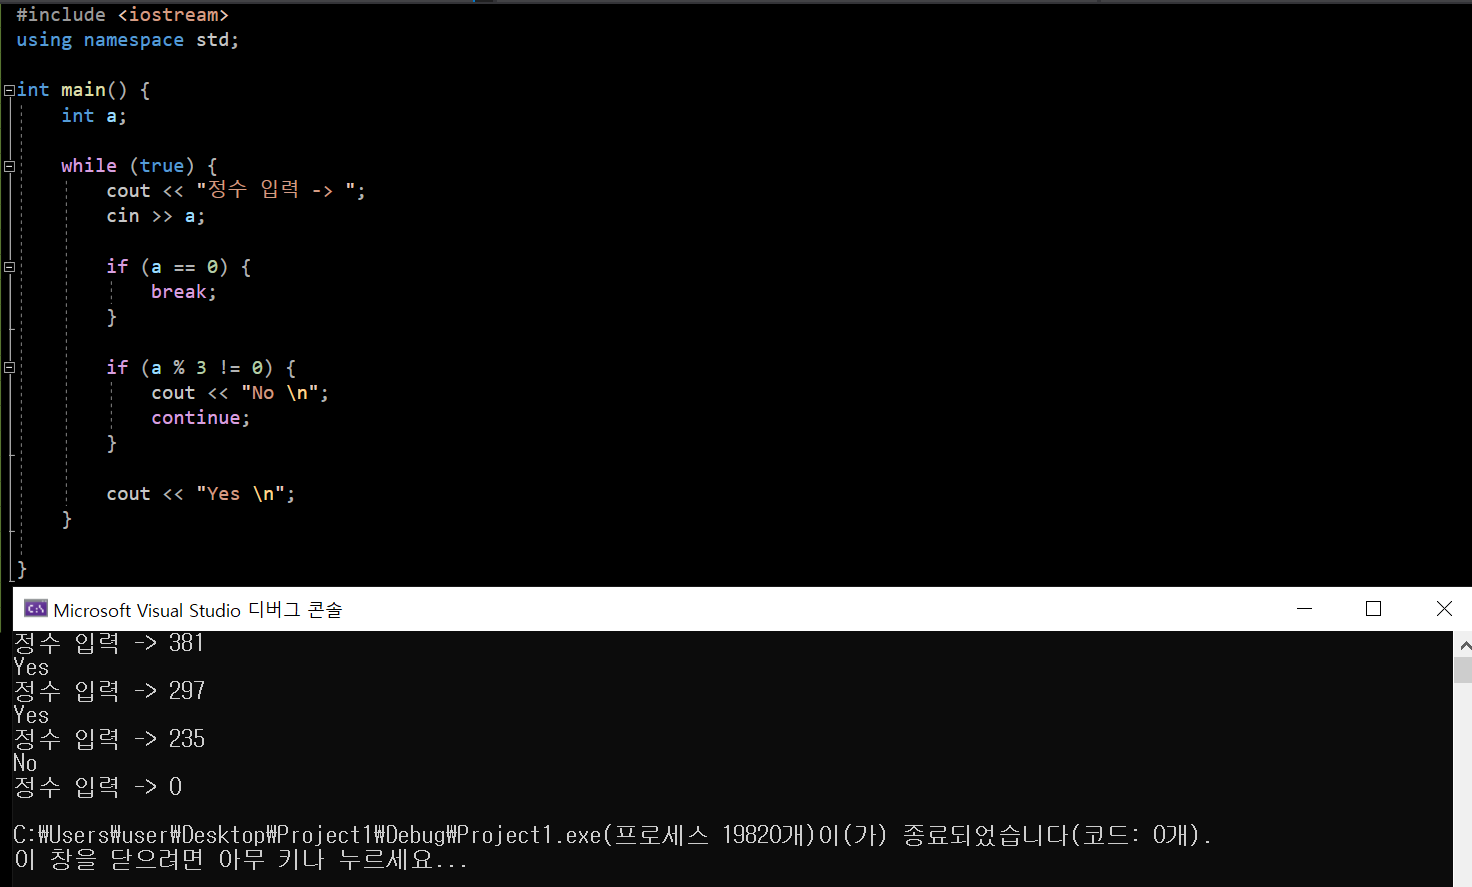 #include <iostream>
using namespace std;
int main() {
int a;
while (true) {
cout << "정수 입력 -> ";
cin >> a;
if (a == 0) {
break;
}
if (a % 3 != 0) {
cout << "No \n";
continue;
}
cout << "Yes \n";
}
}
C:\ Microsoft Visual Studio 디버그 콘솔
정수 입력 -> 381
Yes
정수 입력 -> 297
Yes
정수 입력 -> 235
No
정수 입력 -> 0
C:₩Users₩user₩Desktop₩Project1₩Debug₩Project1.exe(프로세스 19820개)이(가) 종료되었습니다(코드: 0개).
이 창을 닫으려면 아무 키나 누르세요...